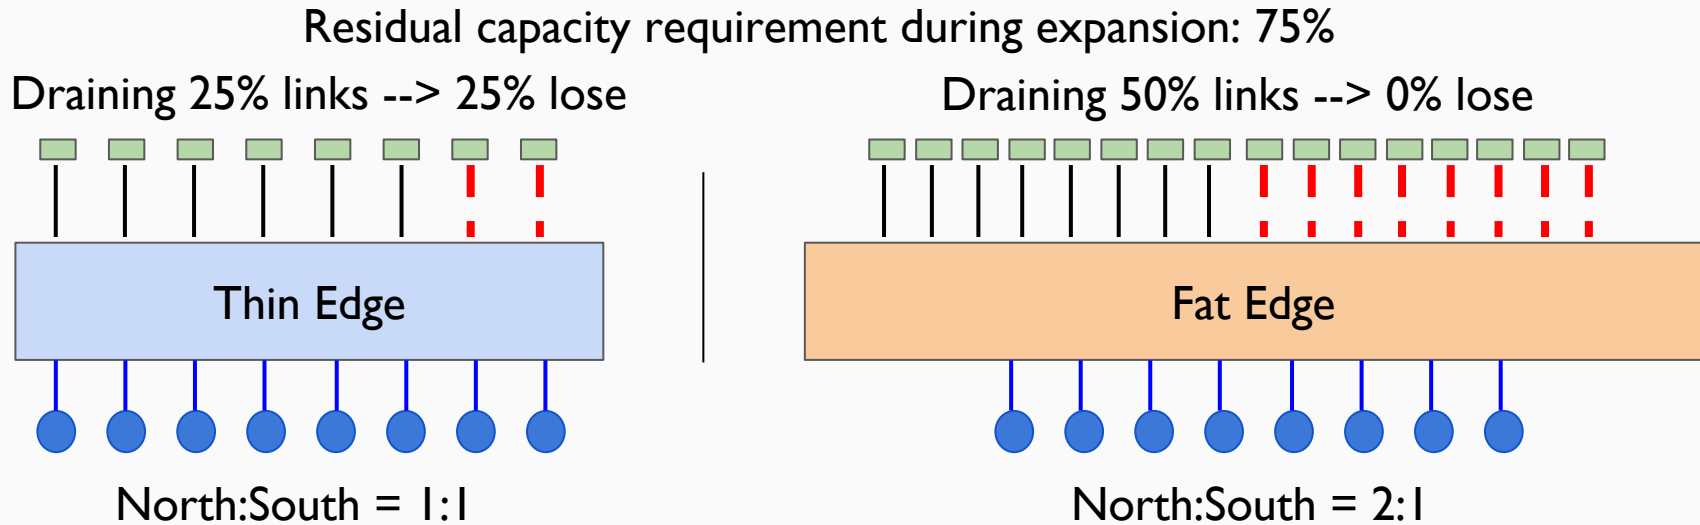 Residual capacity requirement during expansion: 75%
Draining 25% links --> 25% lose
Draining 50% links --> 0% lose
Thin Edge
Fat Edge
North:South = 1:1
North:South = 2:1